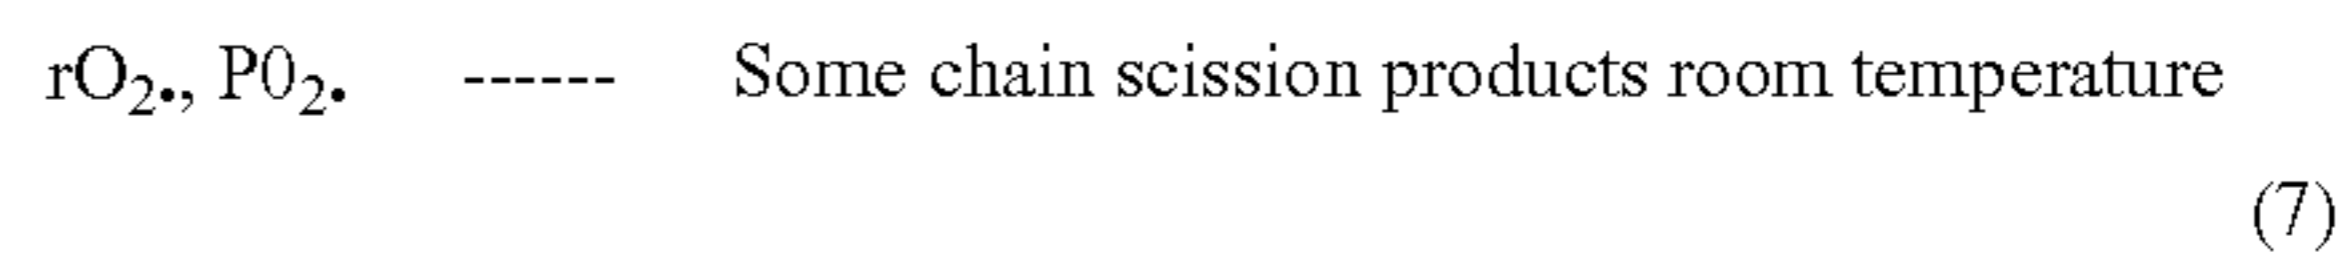 rO₂•, P0₂• ------ Some chain scission products room temperature
(7)